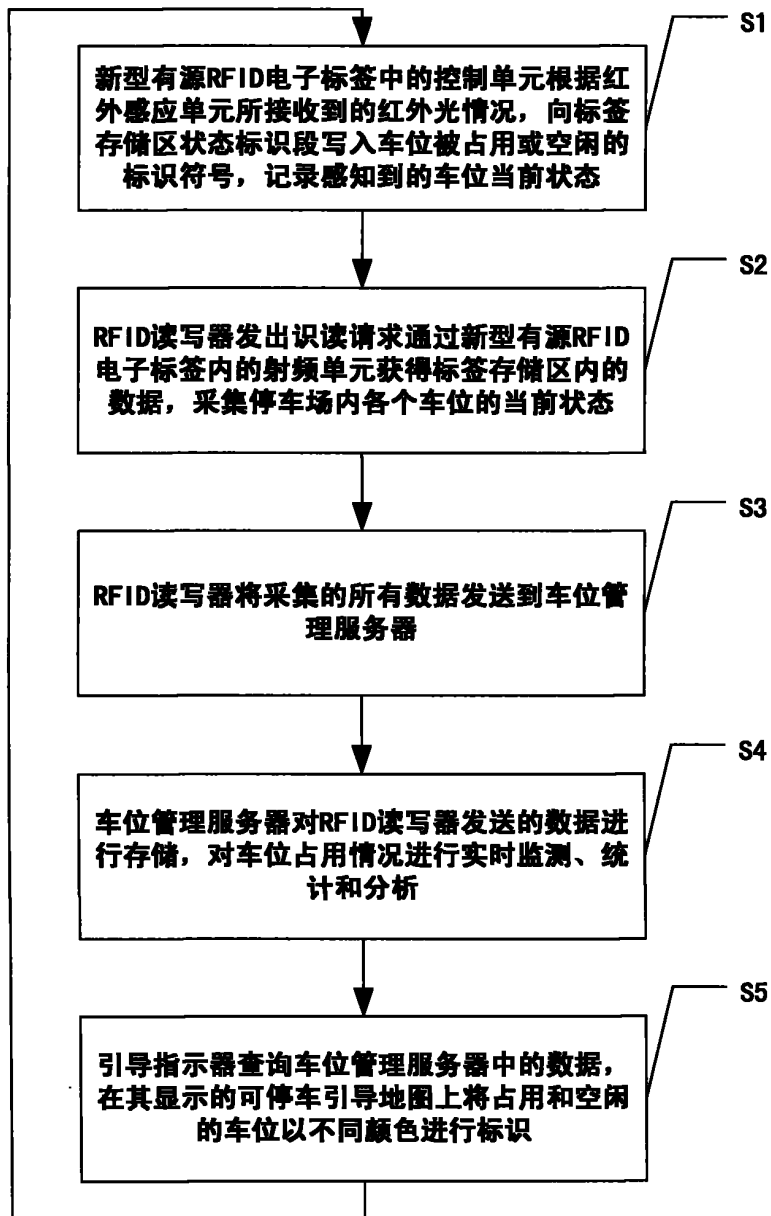 S1
新型有源RFID电子标签中的控制单元根据红
外感应单元所接收到的红外光情况，向标签
存储区状态标识段写入车位被占用或空闲的
标识符号，记录感知到的车位当前状态
S2
RFID读写器发出识读请求通过新型有源RFID
电子标签内的射频单元获得标签存储区内的
数据，采集停车场内各个车位的当前状态
S3
RFID读写器将采集的所有数据发送到车位管
理服务器
S4
车位管理服务器对RFID读写器发送的数据进
行存储，对车位占用情况进行实时监测、统
计和分析
S5
引导指示器查询车位管理服务器中的数据，
在其显示的可停车引导地图上将占用和空闲
的车位以不同颜色进行标识